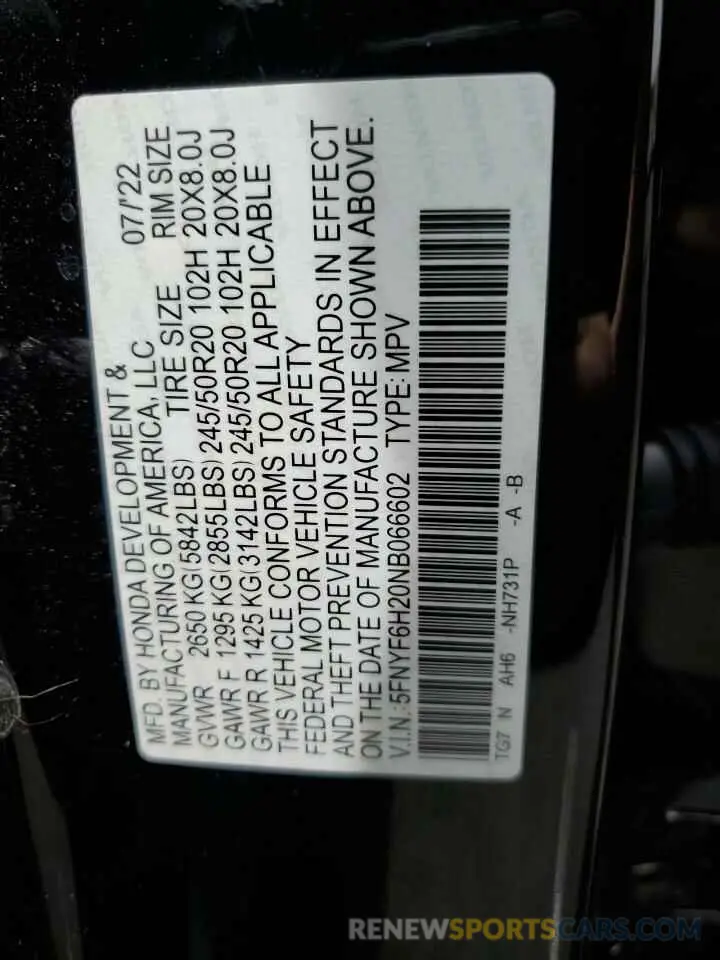 MFD. BY HONDA DEVELOPMENT & 07/'22
MANUFACTURING OF AMERICA, LLC
TIRE SIZE RIM SIZE
GVWR 2650 KG(5842LBS)
GAWR F 1295 KG(2855LBS) 245/50R20 102H 20X8.0J
GAWR R 1425 KG(3142LBS) 245/50R20 102H 20X8.0J
THIS VEHICLE CONFORMS TO ALL APPLICABLE
FEDERAL MOTOR VEHICLE SAFETY
AND THEFT PREVENTION STANDARDS IN EFFECT
ON THE DATE OF MANUFACTURE SHOWN ABOVE.
V.I.N.: 5FNYF6H20NB066602 TYPE: MPV
TG7 N AH6 -NH731P -A -B
RENEWSPORTSCARS.COM